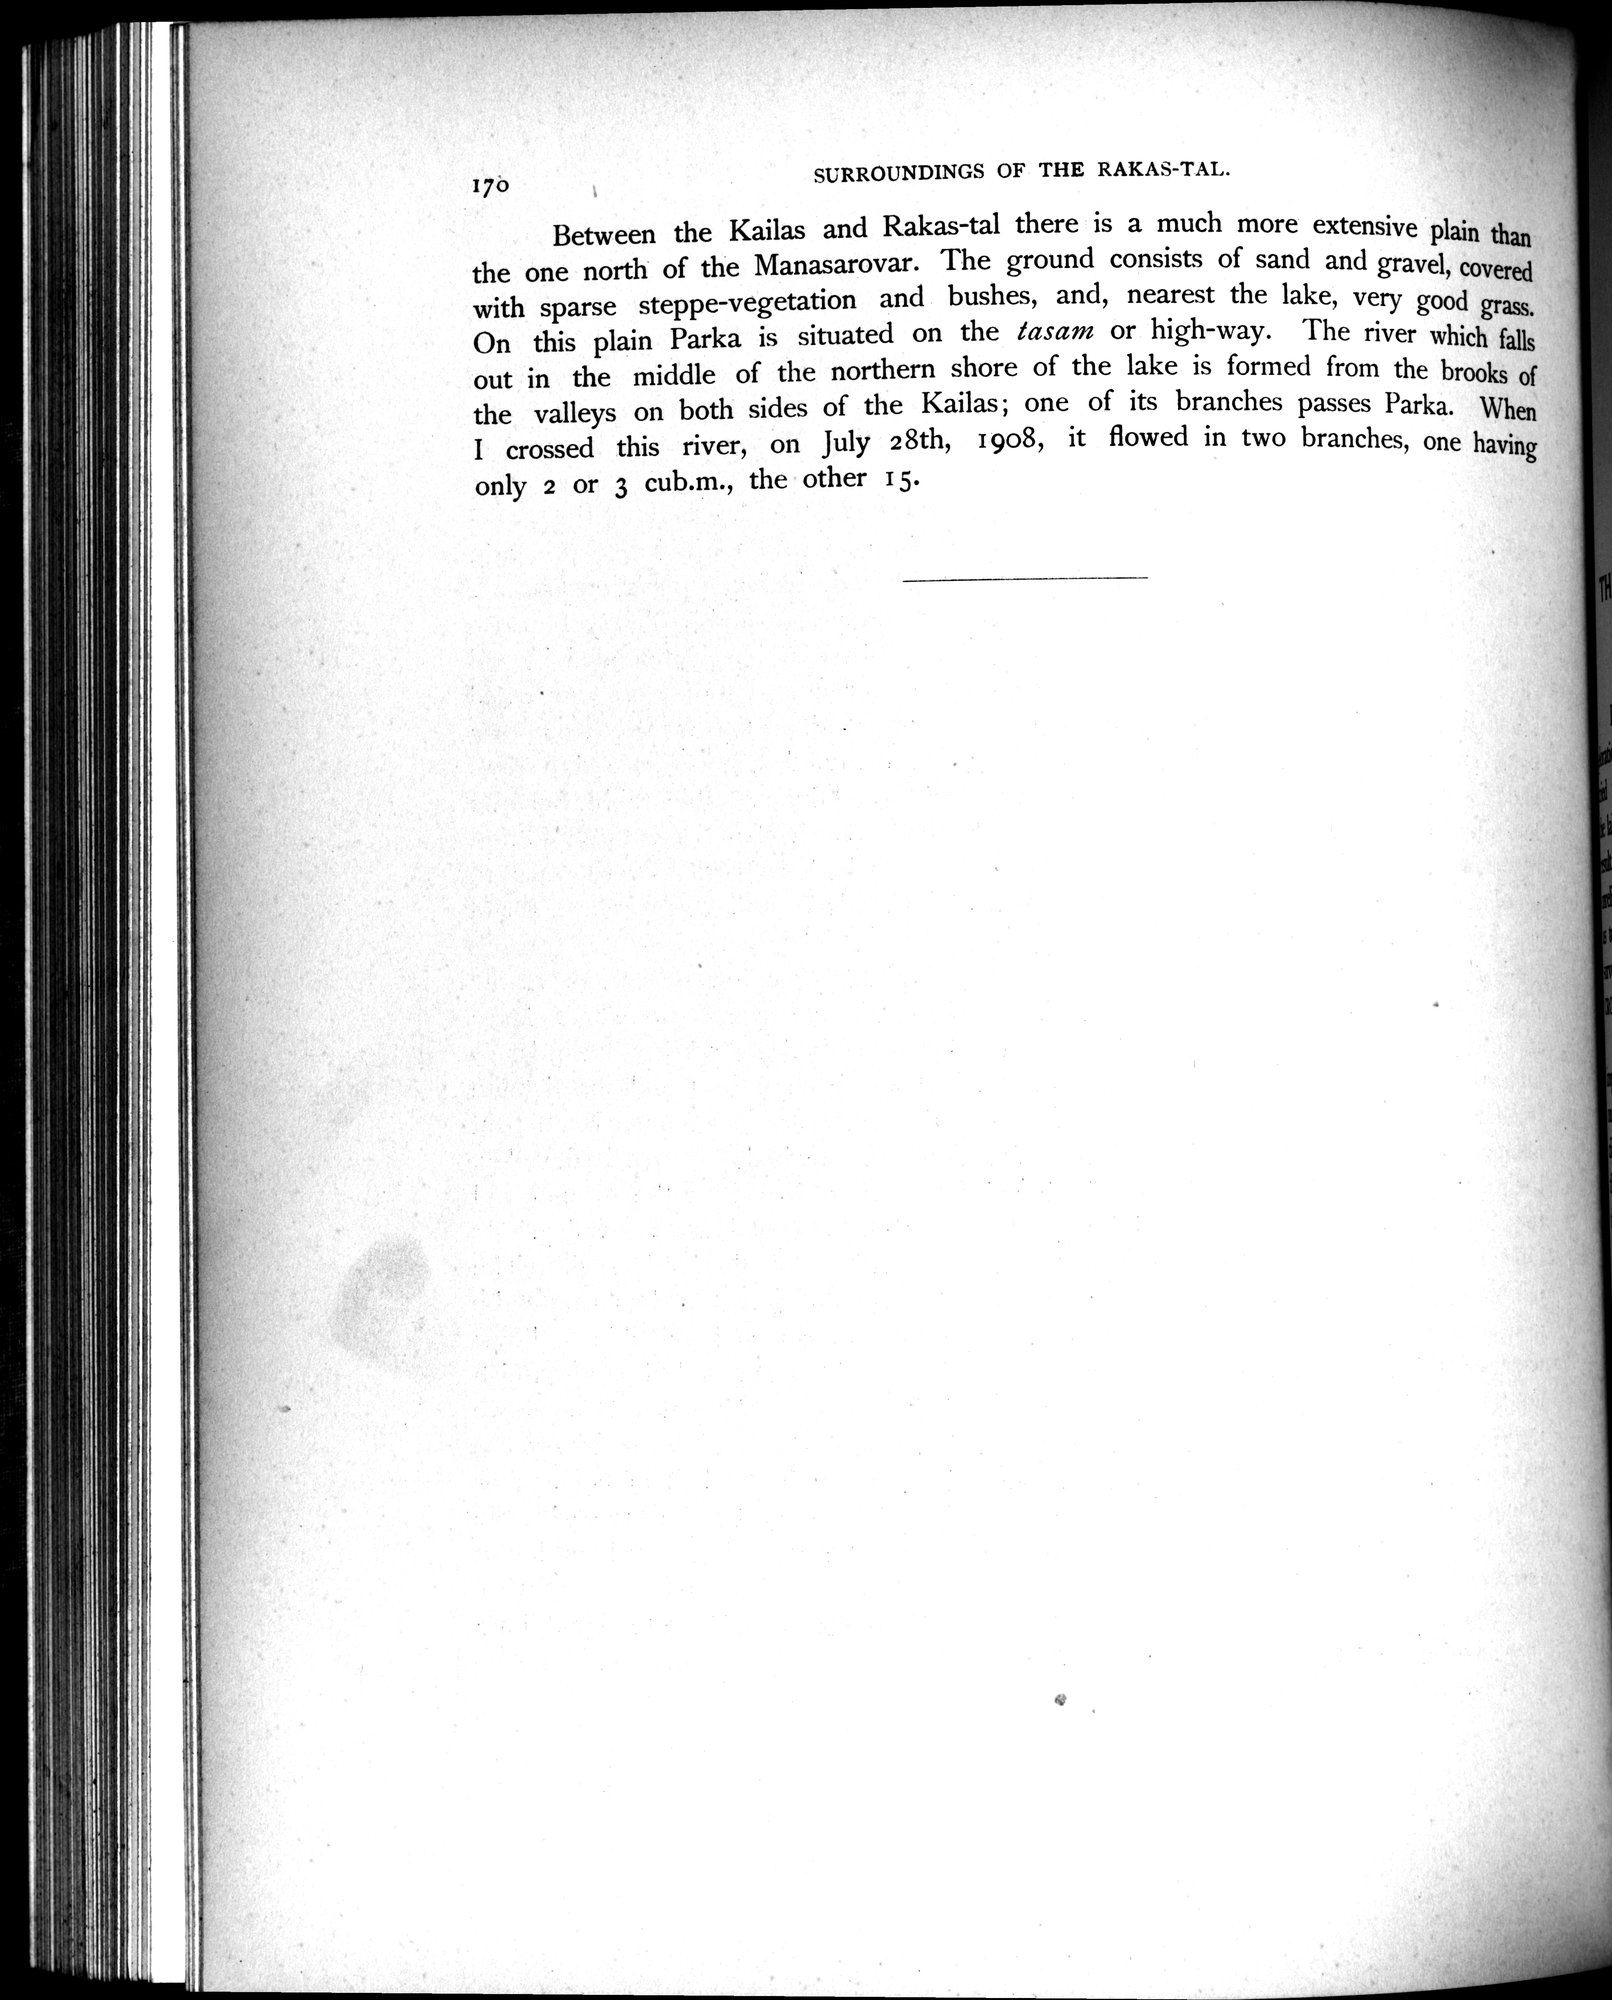 170
SURROUNDINGS OF THE RAKAS-TAL.
Between the Kailas and Rakas-tal there is a much more extensive plain than
the one north of the Manasarovar. The ground consists of sand and gravel, covered
with sparse steppe-vegetation and bushes, and, nearest the lake, very good grass.
On this plain Parka is situated on the tasam or high-way. The river which falls
out in the middle of the northern shore of the lake is formed from the brooks of
the valleys on both sides of the Kailas; one of its branches passes Parka. When
I crossed this river, on July 28th, 1908, it flowed in two branches, one having
only 2 or 3 cub.m., the other 15.
TH